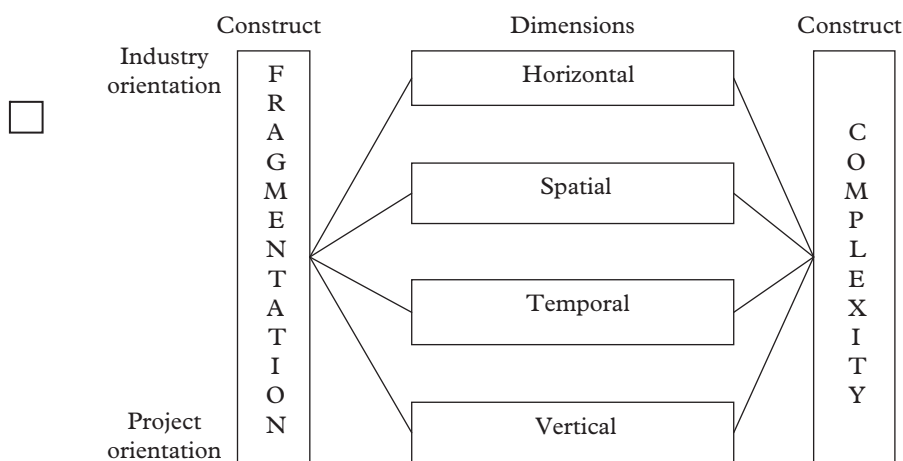 Construct Dimensions Construct
Industry
orientation
F
R
A
G
M
E
N
T
A
T
I
O
N
Horizontal
Spatial
Temporal
Vertical
C
O
M
P
L
E
X
I
T
Y
Project
orientation